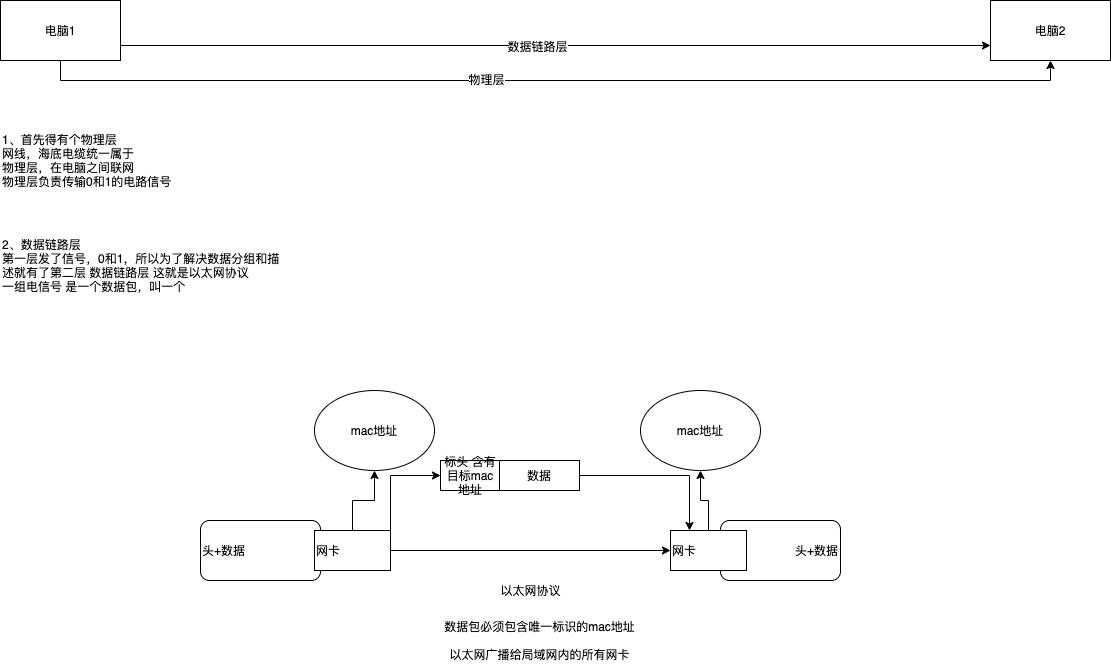 电脑1
电脑2
数据链路层
物理层
1、首先得有个物理层
网线，海底电缆统一属于
物理层，在电脑之间联网
物理层负责传输0和1的电路信号
2、数据链路层
第一层发了信号，0和1，所以为了解决数据分组和描
述就有了第二层 数据链路层 这就是以太网协议
一组电信号 是一个数据包，叫一个
mac地址
mac地址
标头 含有
目标mac
地址
数据
头+数据
网卡
网卡
头+数据
以太网协议
数据包必须包含唯一标识的mac地址
以太网广播给局域网内的所有网卡